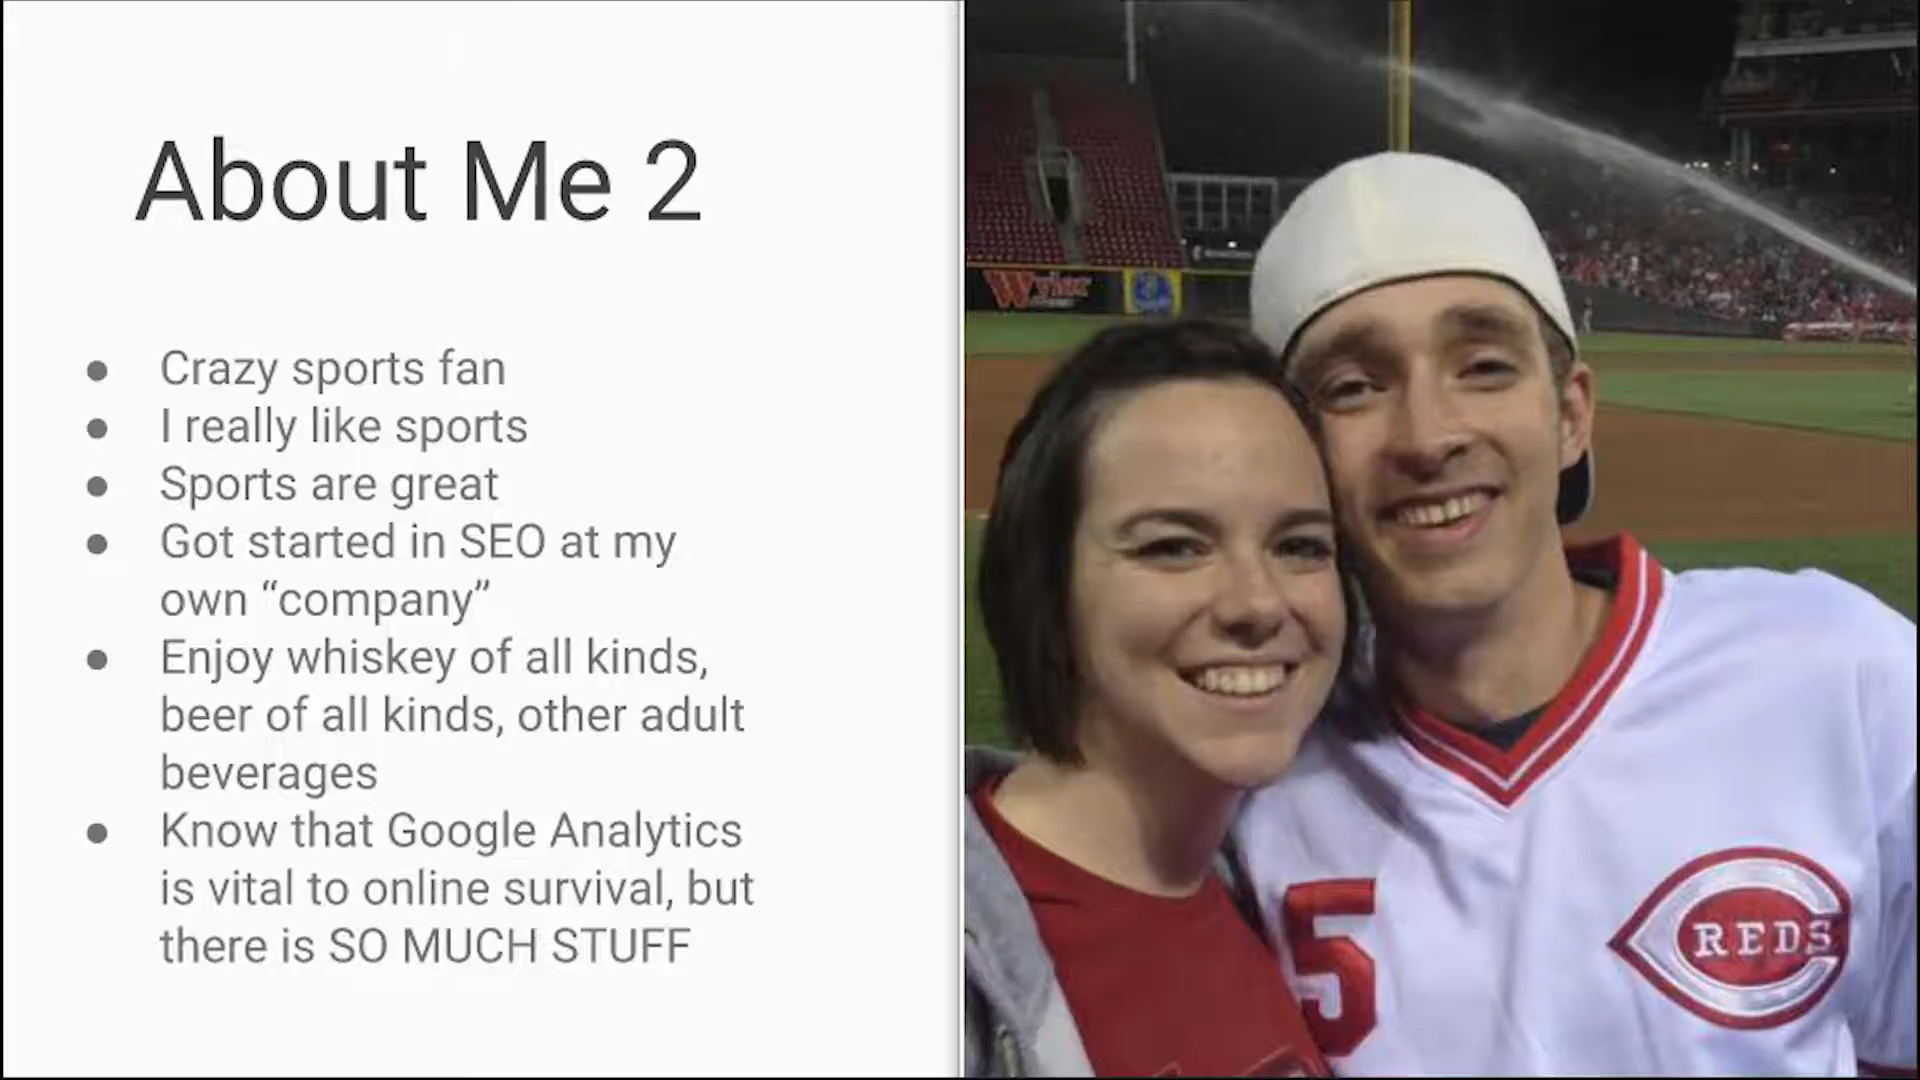 About Me 2
● Crazy sports fan
● I really like sports
● Sports are great
● Got started in SEO at my
own “company”
● Enjoy whiskey of all kinds,
beer of all kinds, other adult
beverages
● Know that Google Analytics
is vital to online survival, but
there is SO MUCH STUFF
Wyler
5
REDS